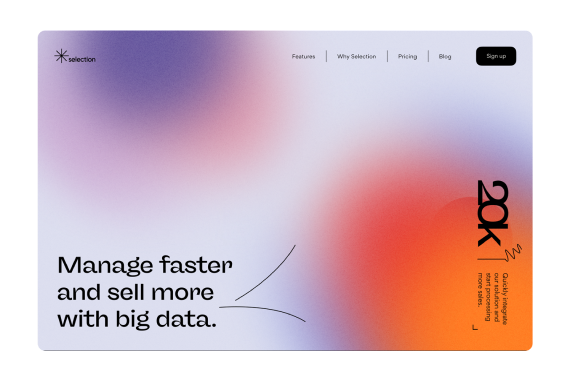 selection
Features
Why Selection
Pricing
Blog
Sign up
Manage faster
and sell more
with big data.
20k
Quickly integrate
our solution and
start processing
more sales.